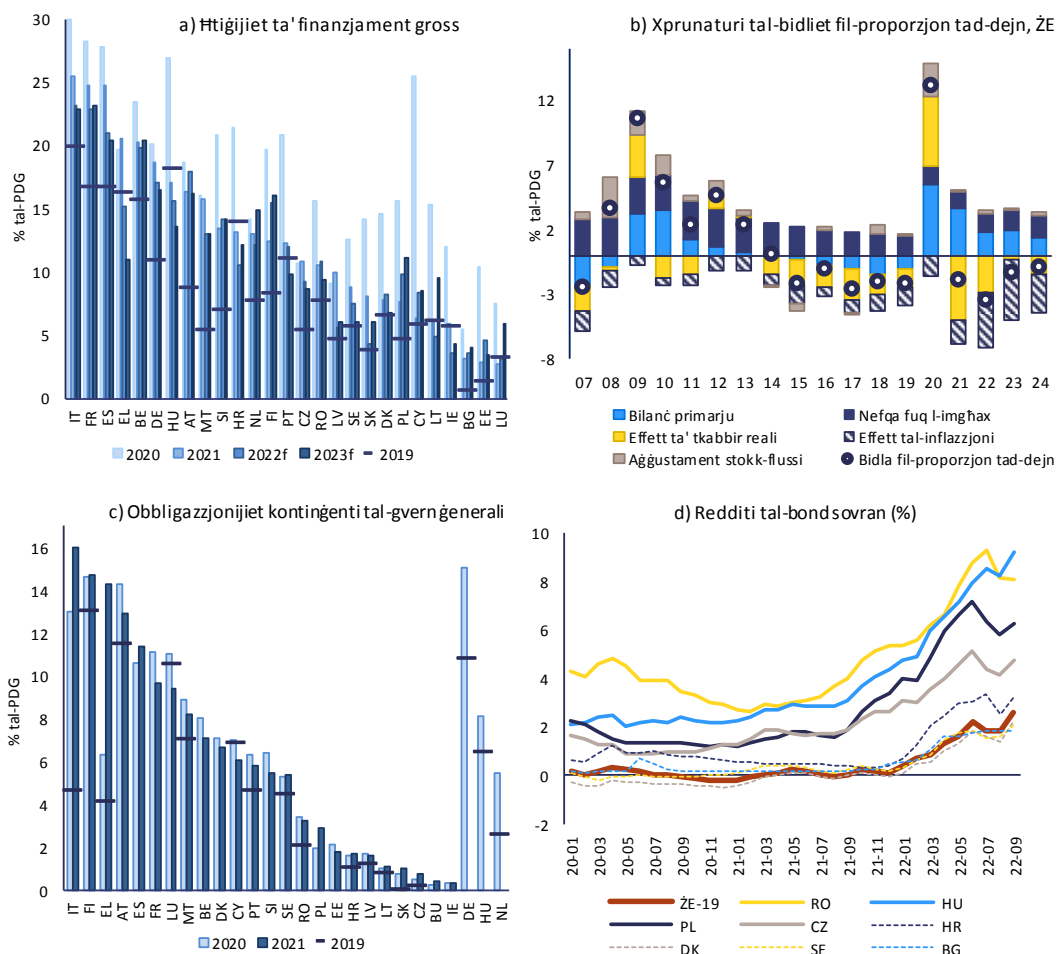 a) Ħtiġijiet ta' finanzjament gross
% tal-PDG
30
25
20
15
10
5
0
IT FR ES EL BE DE HU AT MT SI HR NL FI PT CZ RO LV SE SK DK PL CY LT IE BG EE LU
2020 2021 2022f 2023f 2019
b) Xprunaturi tal-bidliet fil-proporzjon tad-dejn, ŻE
% tal-PDG
12
7
2
-3
-8
07 08 09 10 11 12 13 14 15 16 17 18 19 20 21 22 23 24
Bilanċ primarju Nefqa fuq l-imgħax
Effett ta' tkabbir reali Effett tal-inflazzjoni
Aġġustament stokk-flussi Bidla fil-proporzjon tad-dejn
c) Obbligazzjonijiet kontinġenti tal-gvern ġenerali
% tal-PDG
16
14
12
10
8
6
4
2
0
IT FI EL AT ES FR LU MT BE DK CY PT SI SE RO PL EE HR LV LT SK CZ BU IE DE HU NL
2020 2021 2019
d) Redditi tal-bond sovran (%)
10
8
6
4
2
0
-2
20-01 20-03 20-05 20-07 20-09 20-11 21-01 21-03 21-05 21-07 21-09 21-11 22-01 22-03 22-05 22-07 22-09
ŻE-19 RO HU
PL CZ HR
DK SE BG